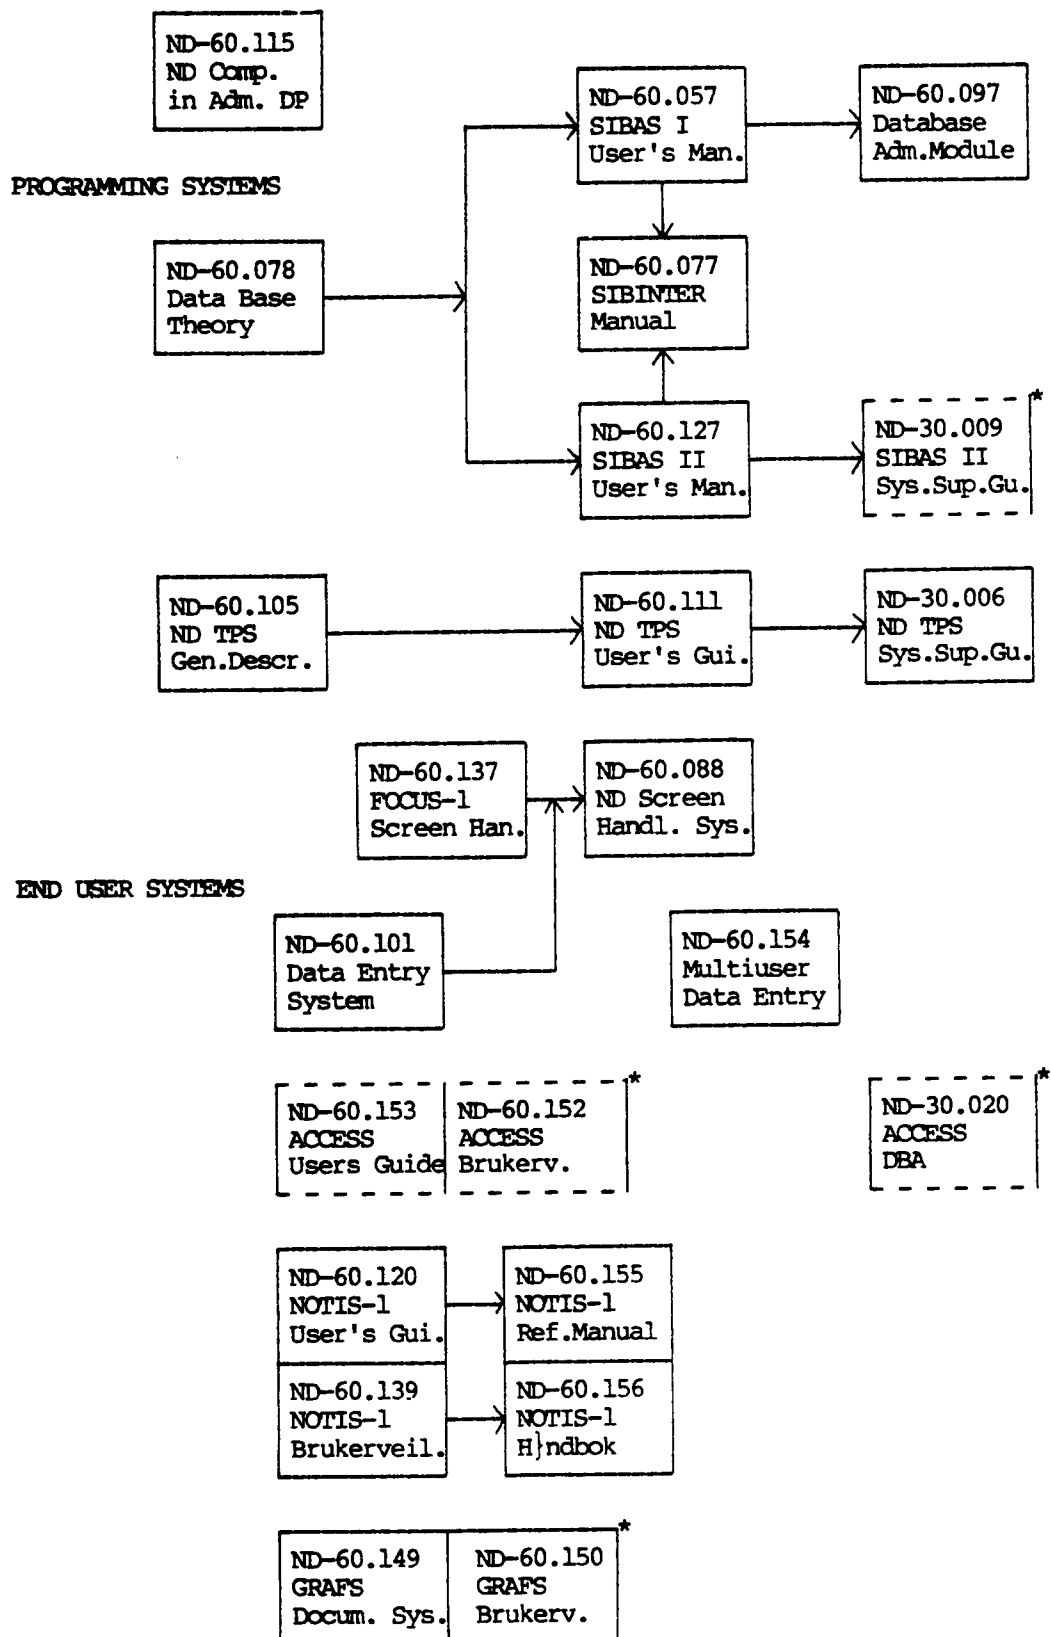 ND-60.115
ND Comp.
in Adm. DP
ND-60.057
SIBAS I
User's Man.
ND-60.097
Database
Adm.Module
PROGRAMMING SYSTEMS
ND-60.078
Data Base
Theory
ND-60.077
SIBINTER
Manual
*
ND-60.127
SIBAS II
User's Man.
ND-30.009
SIBAS II
Sys.Sup.Gu.
ND-60.105
ND TPS
Gen.Descr.
ND-60.111
ND TPS
User's Gui.
ND-30.006
ND TPS
Sys.Sup.Gu.
ND-60.137
FOCUS-1
Screen Han.
ND-60.088
ND Screen
Handl. Sys.
END USER SYSTEMS
ND-60.101
Data Entry
System
ND-60.154
Multiuser
Data Entry
*
ND-60.153
ACCESS
Users Guide
ND-60.152
ACCESS
Brukerv.
*
ND-30.020
ACCESS
DBA
ND-60.120
NOTIS-1
User's Gui.
ND-60.155
NOTIS-1
Ref.Manual
ND-60.139
NOTIS-1
Brukerveil.
ND-60.156
NOTIS-1
H}ndbok
*
ND-60.149
GRAFS
Docum. Sys.
ND-60.150
GRAFS
Brukerv.